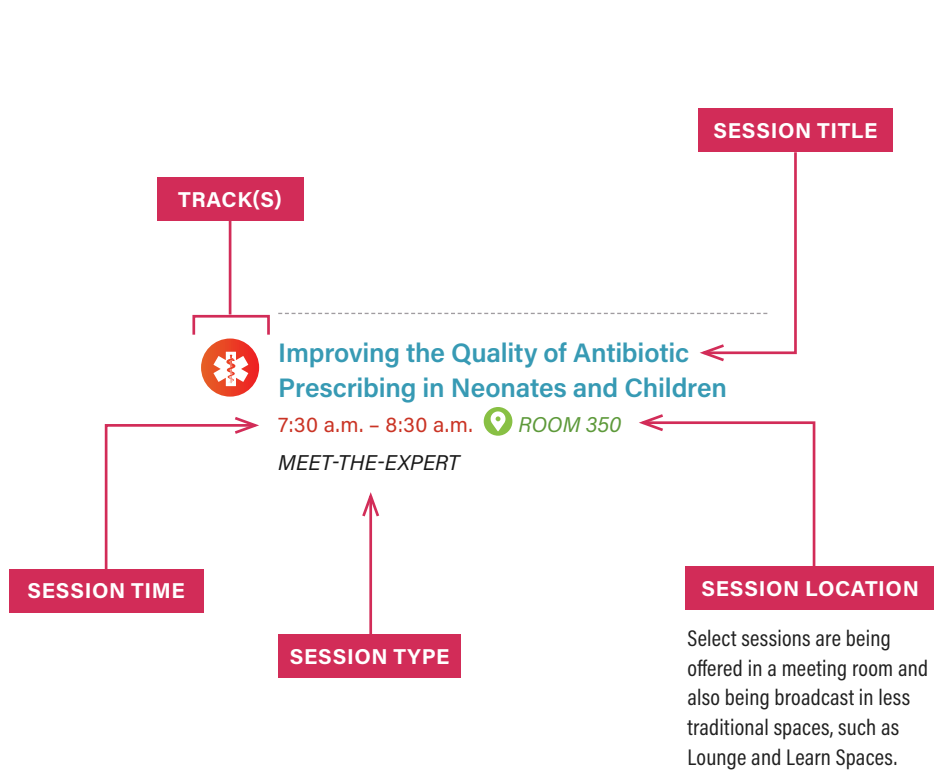 SESSION TITLE
TRACK(S)
Improving the Quality of Antibiotic
Prescribing in Neonates and Children
7:30 a.m. – 8:30 a.m. ROOM 350
MEET-THE-EXPERT
SESSION TIME
SESSION TYPE
SESSION LOCATION
Select sessions are being
offered in a meeting room and
also being broadcast in less
traditional spaces, such as
Lounge and Learn Spaces.